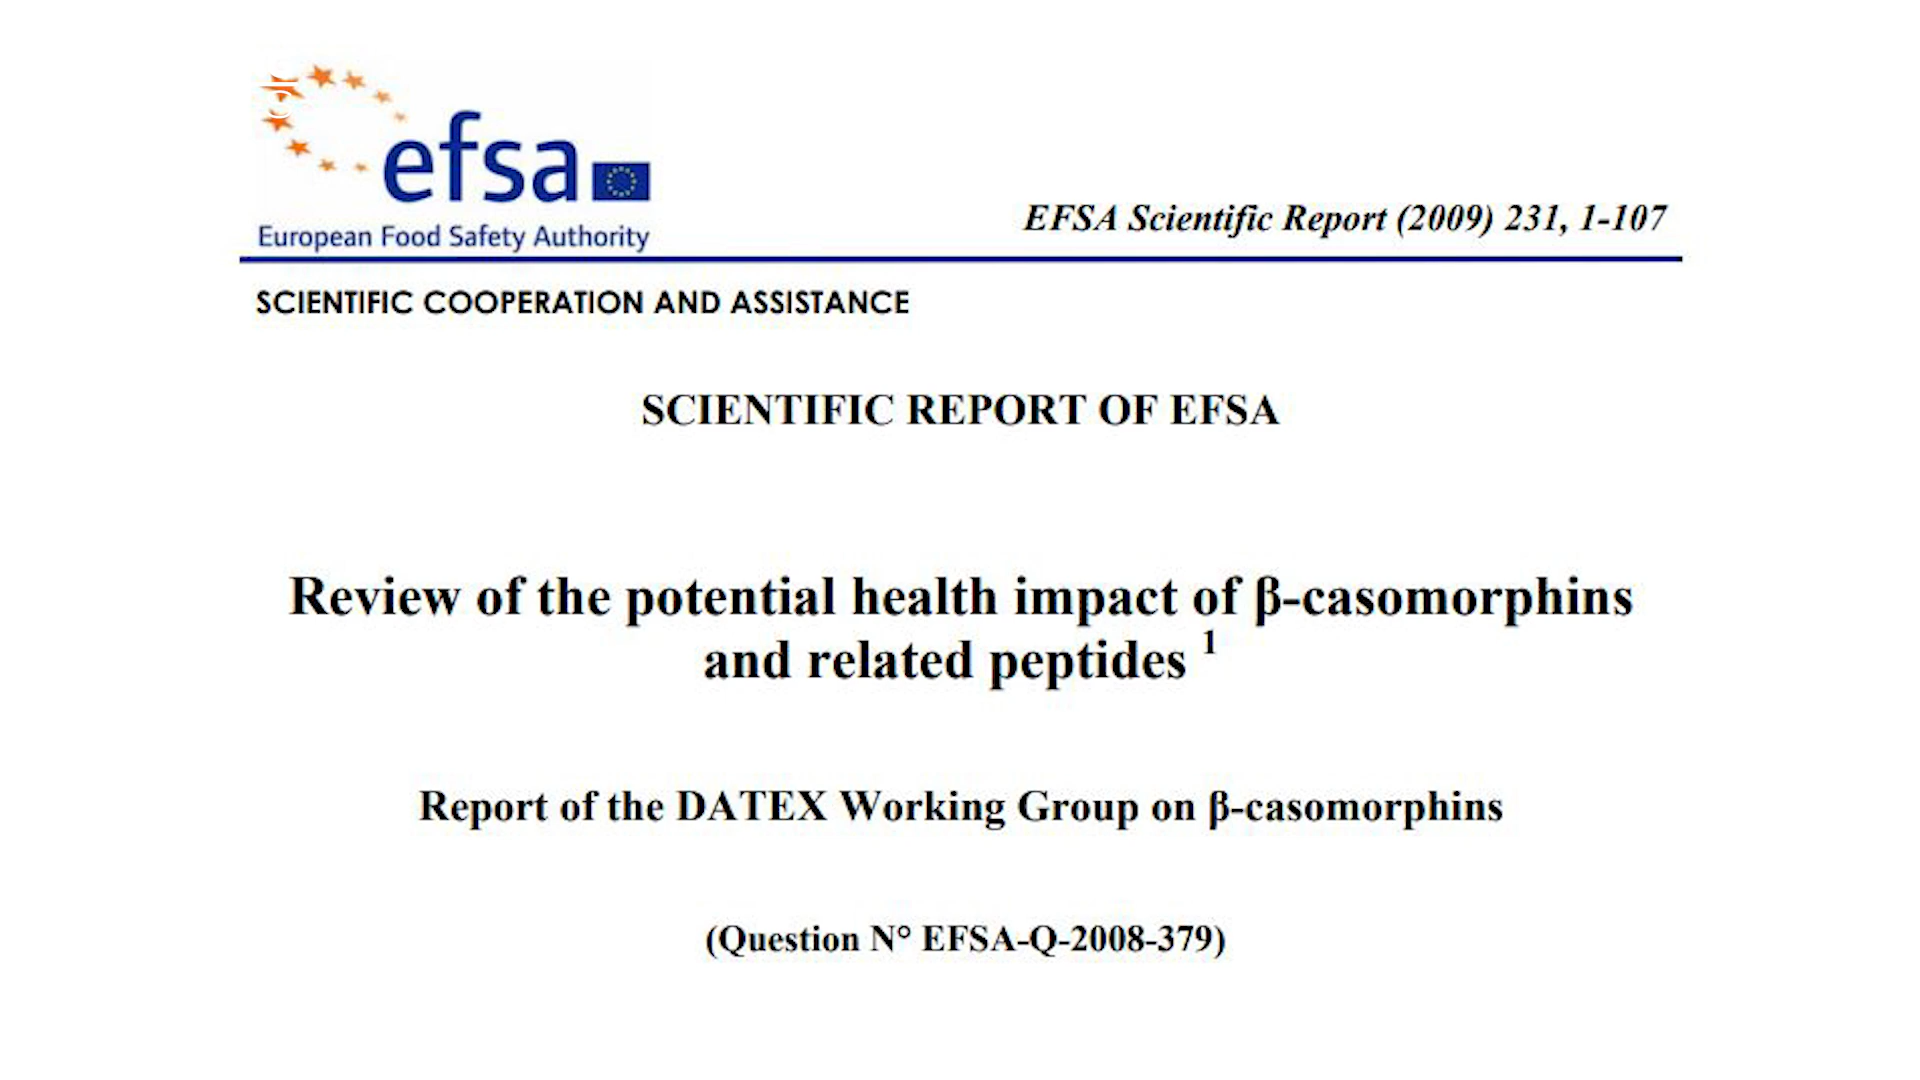 efsa
European Food Safety Authority
EFSA Scientific Report (2009) 231, 1-107
SCIENTIFIC COOPERATION AND ASSISTANCE
SCIENTIFIC REPORT OF EFSA
Review of the potential health impact of β-casomorphins
and related peptides 1
Report of the DATEX Working Group on β-casomorphins
(Question N° EFSA-Q-2008-379)